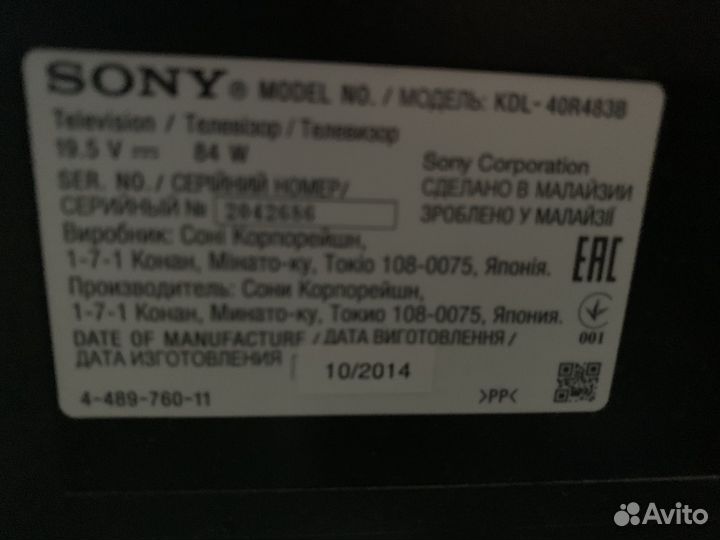 SONY® MODEL NO. / МОДЕЛЬ: KDL-40R483B
Television / Телевізор / Телевизор
19.5 V ⎓ 84 W
SER. NO./ СЕРІЙНИЙ НОМЕР/
СЕРИЙНЫЙ № 2042686
Sony Corporation
СДЕЛАНО В МАЛАЙЗИИ
ЗРОБЛЕНО У МАЛАЙЗІЇ
Виробник: Соні Корпорейшн,
1-7-1 Конан, Мінато-ку, Токіо 108-0075, Японія.
Производитель: Сони Корпорейшн,
1-7-1 Конан, Минато-ку, Токио 108-0075, Япония.
EAC
001
DATE OF MANUFACTURE / ДАТА ВИГОТОВЛЕННЯ /
ДАТА ИЗГОТОВЛЕНИЯ 10/2014
4-489-760-11 >PP<
Avito